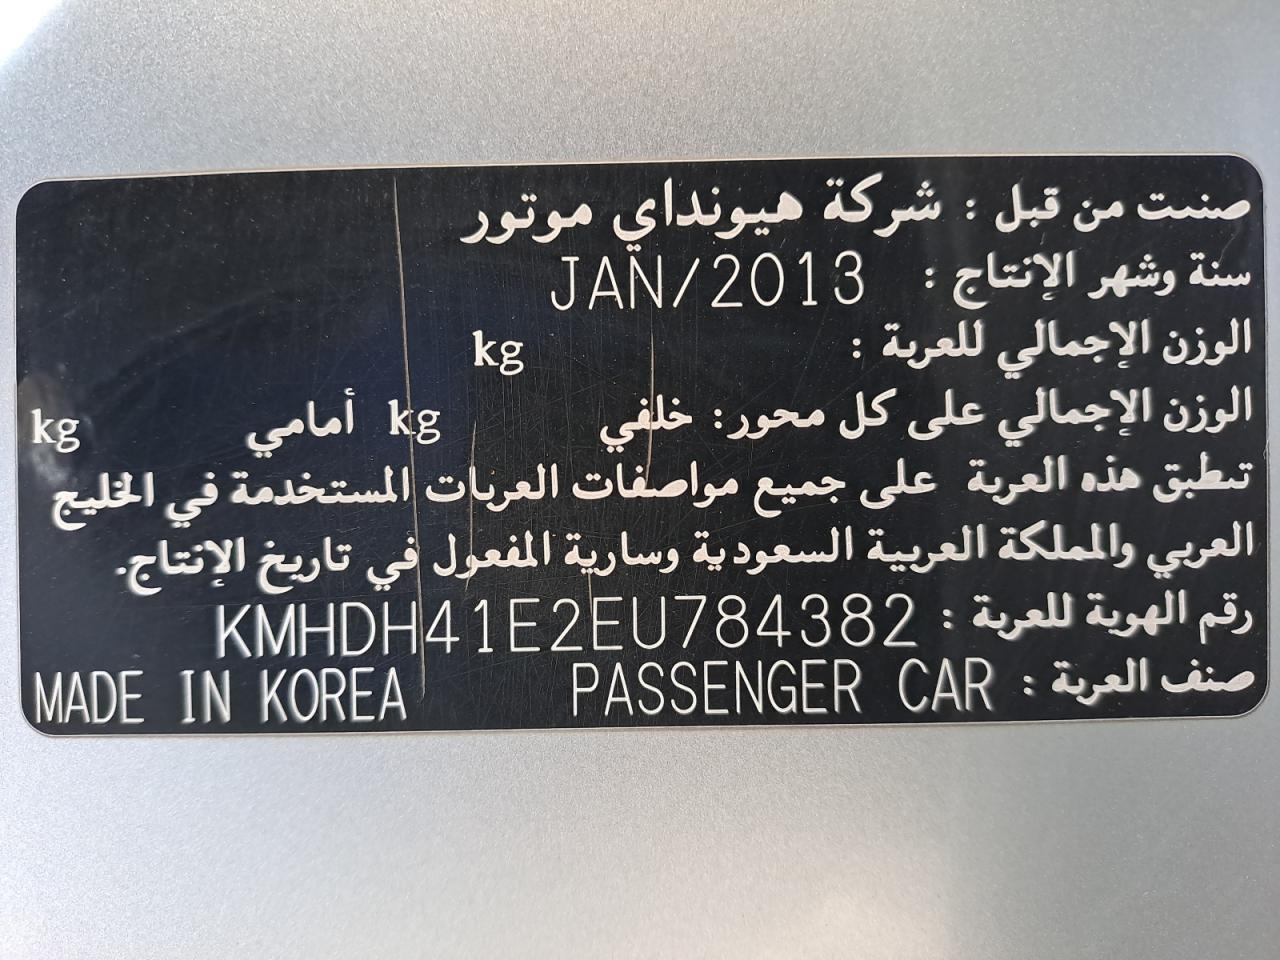 صنعت من قبل : شركة هيونداي موتور
سنة وشهر الإنتاج : JAN/2013
الوزن الإجمالي للعربة : kg
الوزن الإجمالي على كل محور: خلفي kg أمامي kg
تنطبق هذه العربة على جميع مواصفات العربات المستخدمة في الخليج
العربي والمملكة العربية السعودية وسارية المفعول في تاريخ الإنتاج.
رقم الهوية للعربة : KMHDH41E2EU784382
صنف العربة : PASSENGER CAR MADE IN KOREA